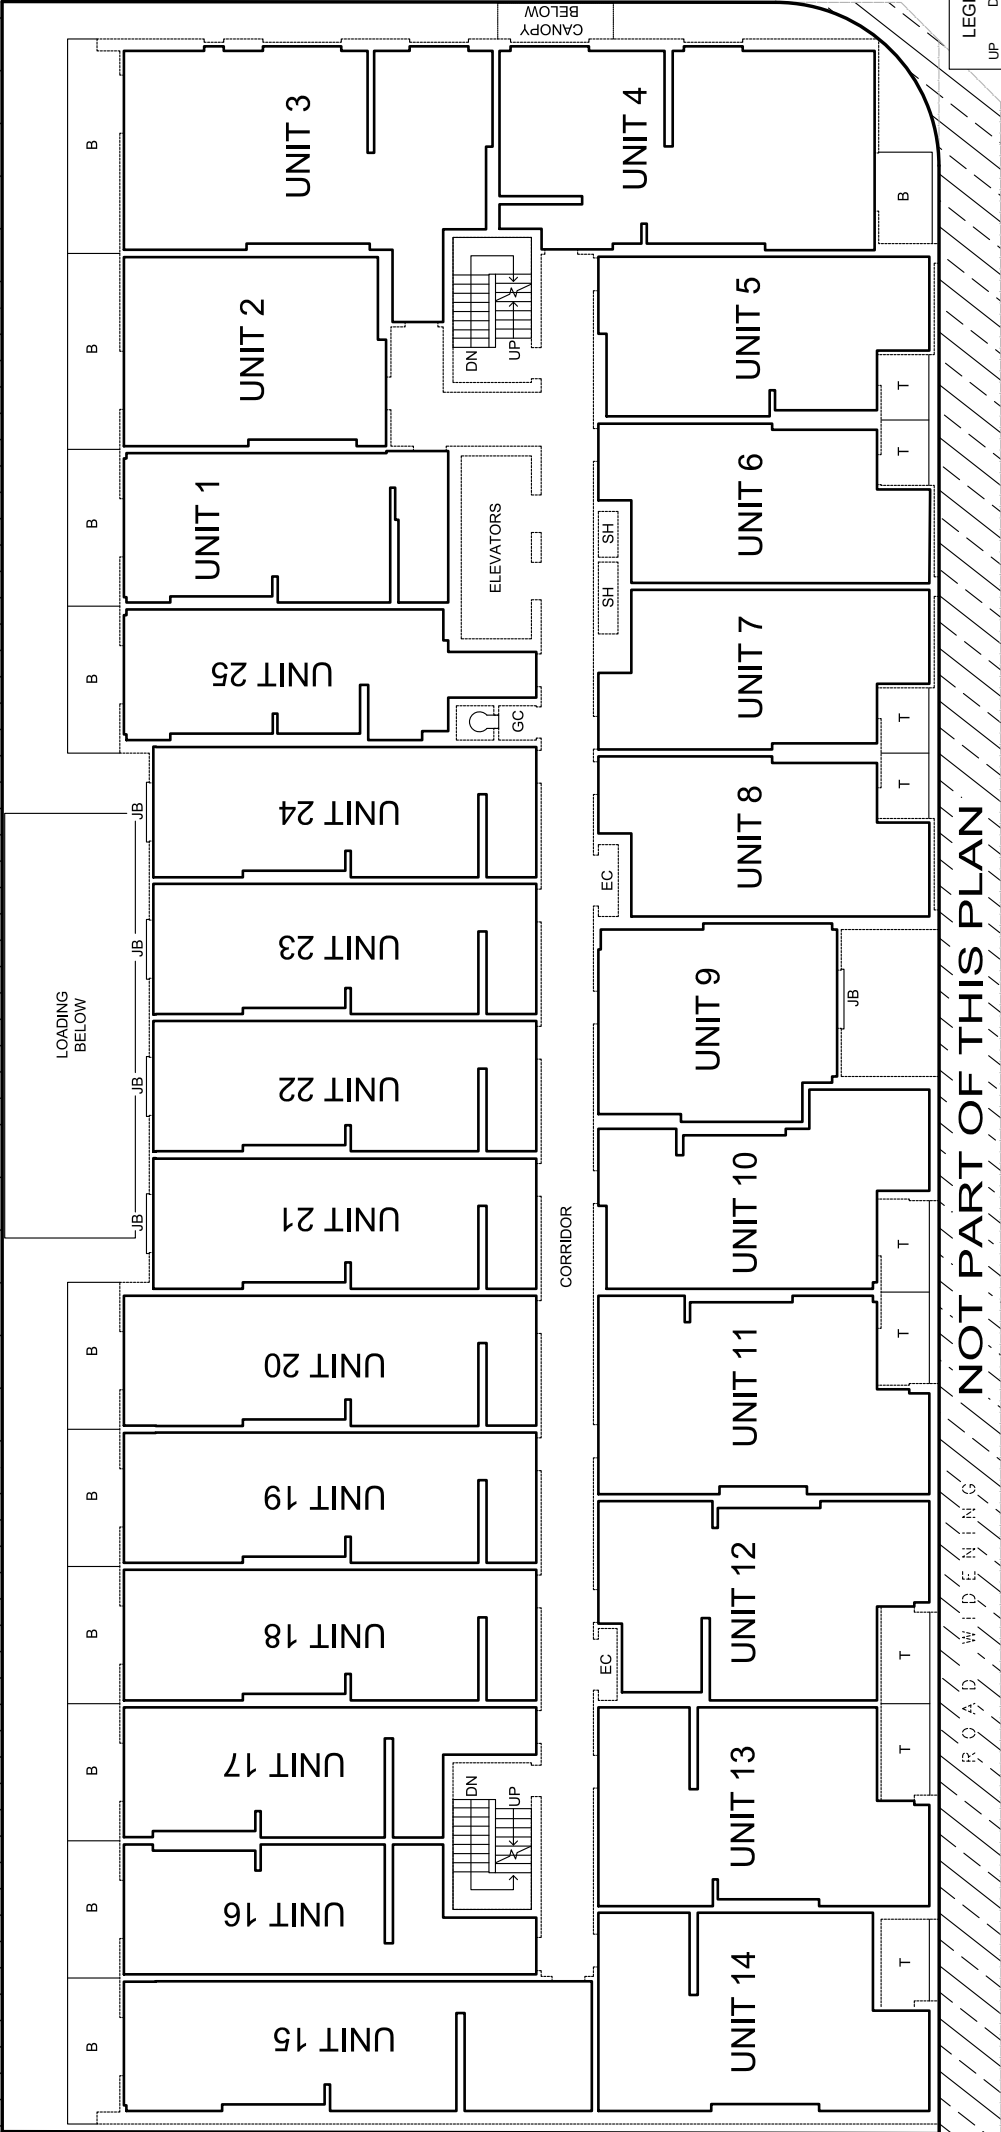 CANOPY
BELOW
LEGE
UP
D
UNIT 3
UNIT 4
B
B
UNIT 2
DN
UP
UNIT 5
B
T
UNIT 1
ELEVATORS
SH
SH
UNIT 6
B
T
UNIT 25
GC
UNIT 7
B
T
LOADING
BELOW
JB
UNIT 24
EC
UNIT 8
T
JB
UNIT 23
UNIT 9
JB
JB
UNIT 22
UNIT 10
JB
UNIT 21
CORRIDOR
T
B
UNIT 20
UNIT 11
T
B
UNIT 19
UNIT 12
B
UNIT 18
EC
T
B
UNIT 17
DN
UP
UNIT 13
T
B
UNIT 16
B
UNIT 15
UNIT 14
T
NOT PART OF THIS PLAN
ROAD WIDENING